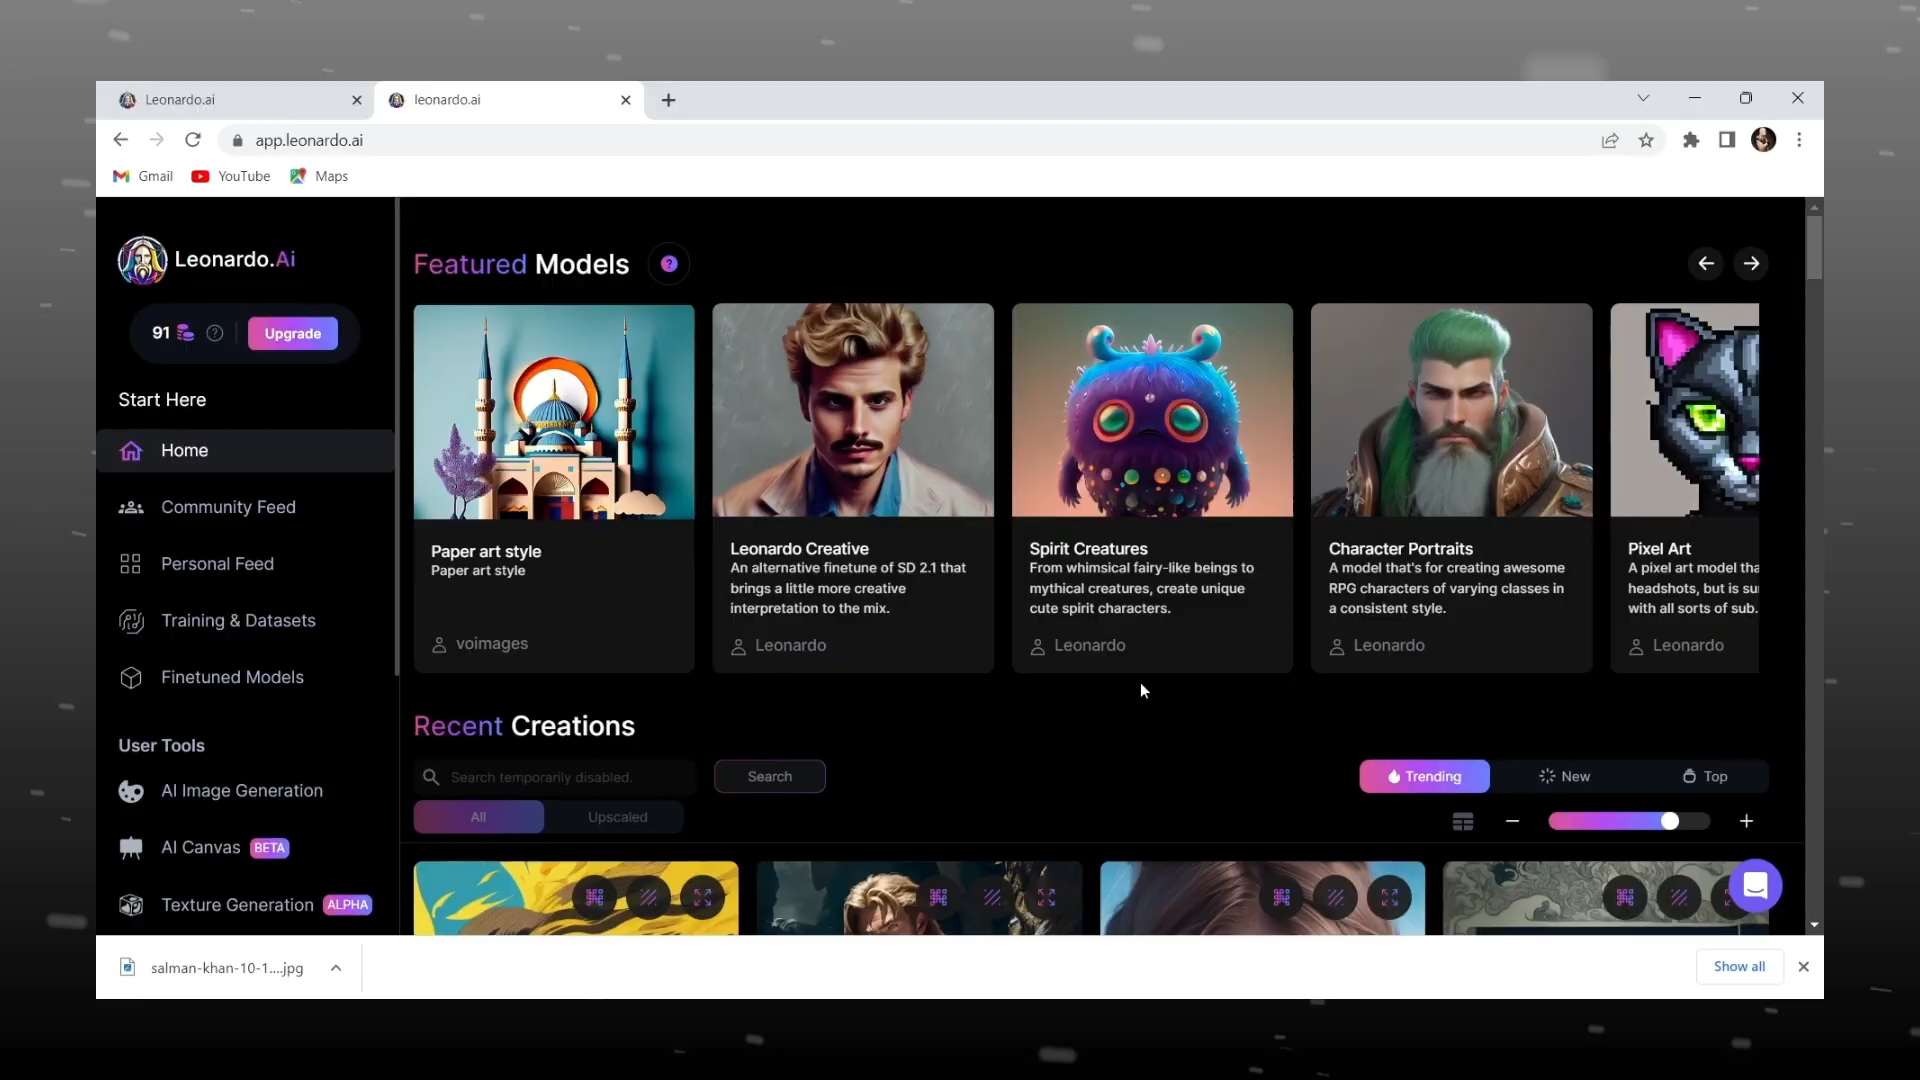 Leonardo.ai
leonardo.ai
app.leonardo.ai
Gmail
YouTube
Maps
Leonardo.Ai
91
Upgrade
Start Here
Home
Community Feed
Personal Feed
Training & Datasets
Finetuned Models
User Tools
AI Image Generation
AI Canvas BETA
Texture Generation ALPHA
Featured Models ?
Paper art style
Paper art style
voimages
Leonardo Creative
An alternative finetune of SD 2.1 that
brings a little more creative
interpretation to the mix.
Leonardo
Spirit Creatures
From whimsical fairy-like beings to
mythical creatures, create unique
cute spirit characters.
Leonardo
Character Portraits
A model that's for creating awesome
RPG characters of varying classes in
a consistent style.
Leonardo
Pixel Art
A pixel art model tha
headshots, but is su
with all sorts of sub.
Leonardo
Recent Creations
Search temporarily disabled.
Search
Trending
New
Top
All
Upscaled
salman-khan-10-1....jpg
Show all